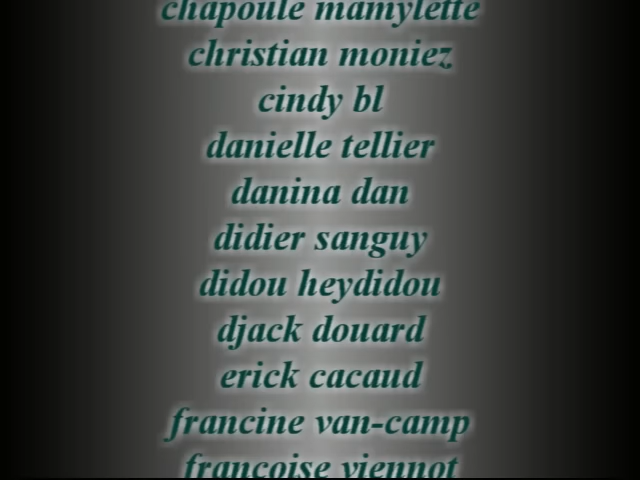 chapoule mamylette
christian moniez
cindy bl
danielle tellier
danina dan
didier sanguy
didou heydidou
djack douard
erick cacaud
francine van-camp
francoise viennot